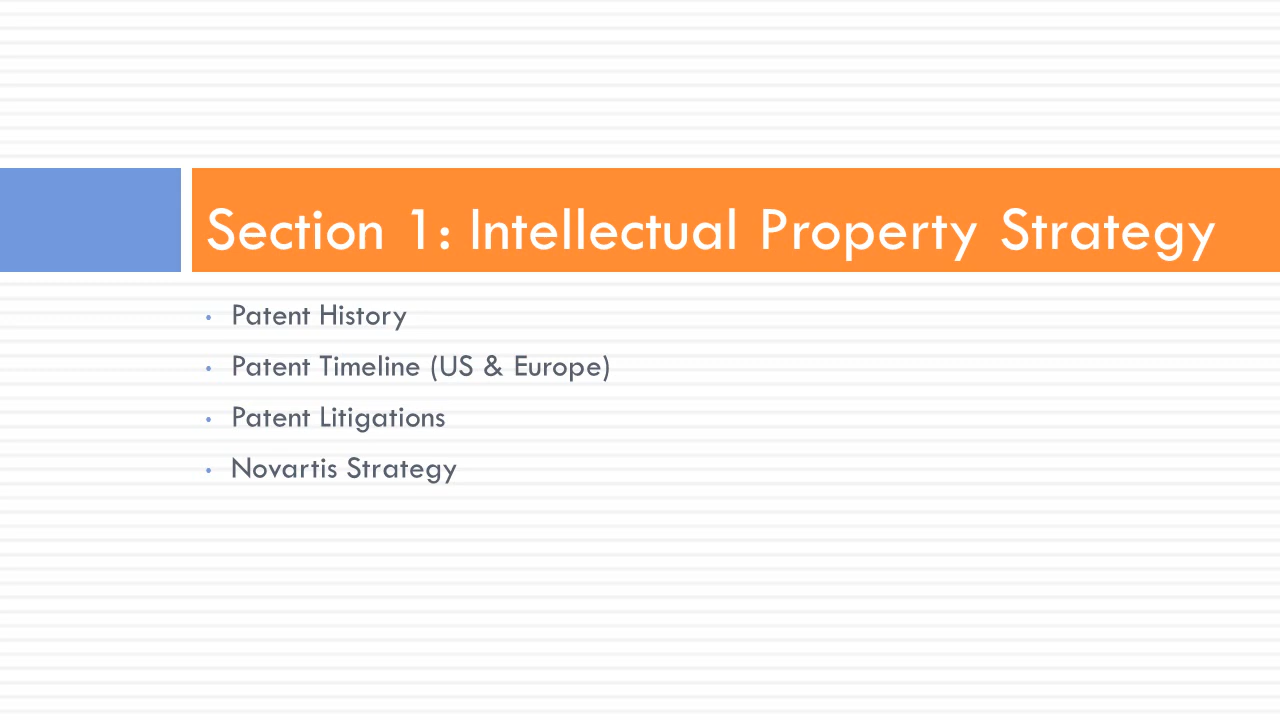 Section 1: Intellectual Property Strategy
• Patent History
• Patent Timeline (US & Europe)
• Patent Litigations
• Novartis Strategy